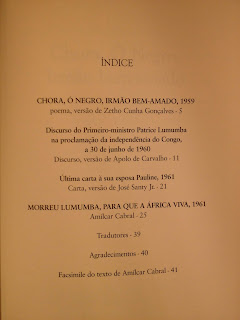 ÍNDICE
CHORA, Ó NEGRO, IRMÃO BEM-AMADO, 1959
poema, versão de Zetho Cunha Gonçalves - 5
Discurso do Primeiro-ministro Patrice Lumumba
na proclamação da independência do Congo,
a 30 de junho de 1960
Discurso, versão de Apolo de Carvalho - 11
Última carta à sua esposa Pauline, 1961
Carta, versão de José Santy Jr. - 21
MORREU LUMUMBA, PARA QUE A ÁFRICA VIVA, 1961
Amílcar Cabral - 25
Tradutores - 39
Agradecimentos - 40
Facsimile do texto de Amílcar Cabral - 41